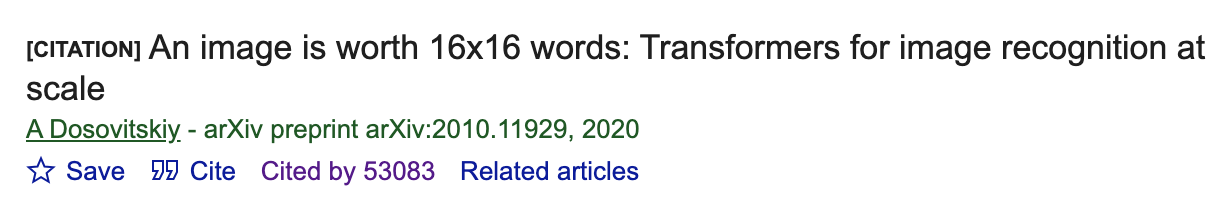 [CITATION] An image is worth 16x16 words: Transformers for image recognition at
scale
A Dosovitskiy - arXiv preprint arXiv:2010.11929, 2020
Save Cite Cited by 53083 Related articles